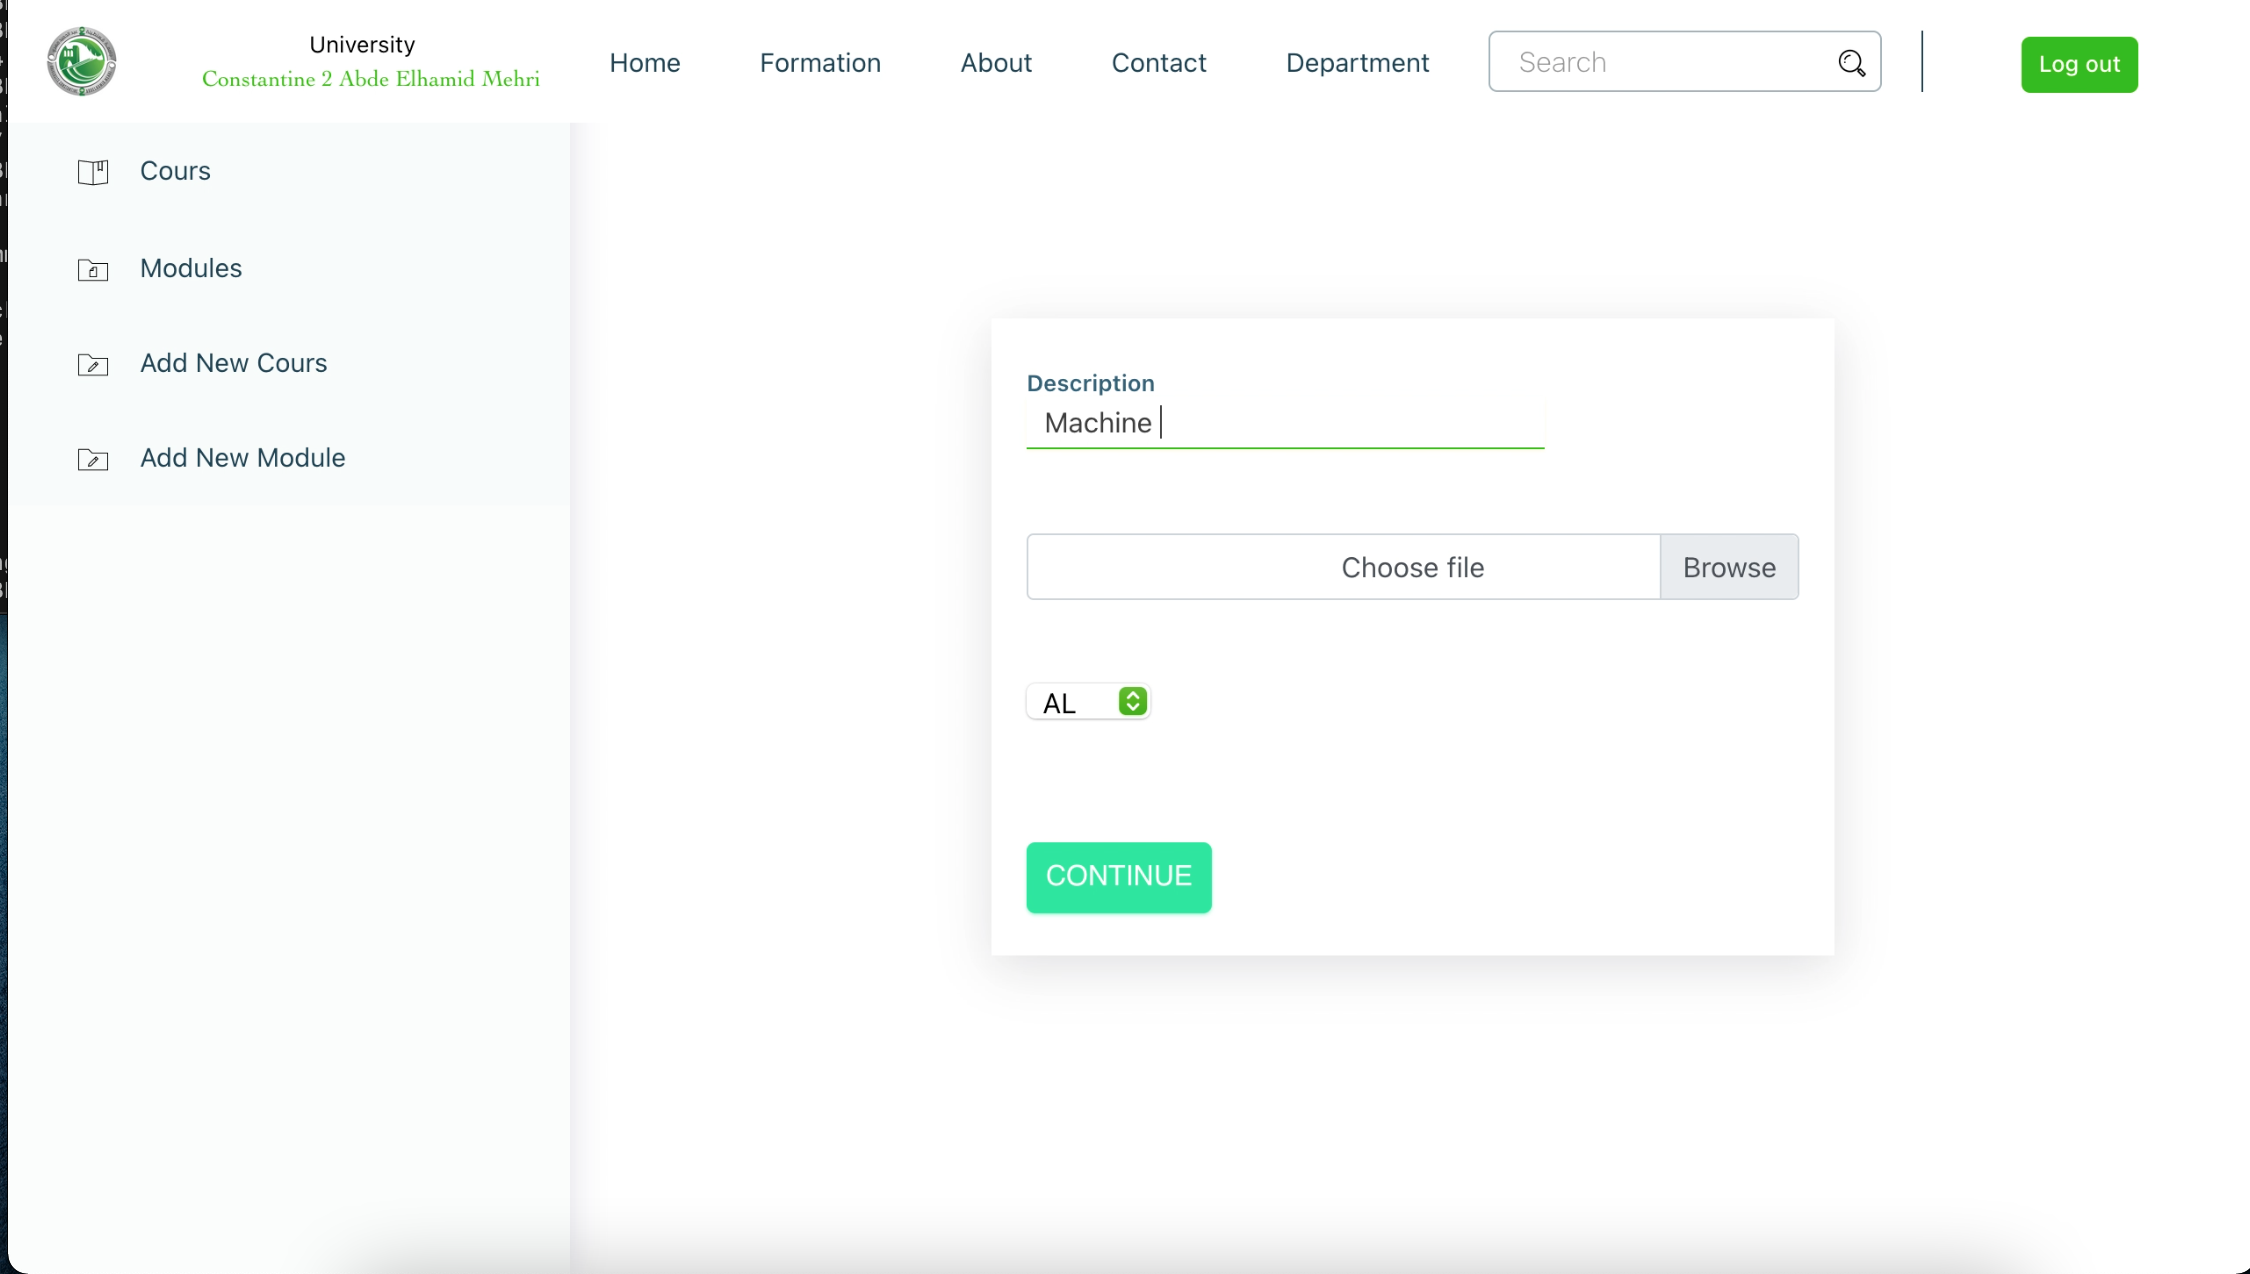 University
Constantine 2 Abde Elhamid Mehri
Home
Formation
About
Contact
Department
Search
Log out
Cours
Modules
Add New Cours
Add New Module
Description
Machine
Choose file
Browse
AL
CONTINUE